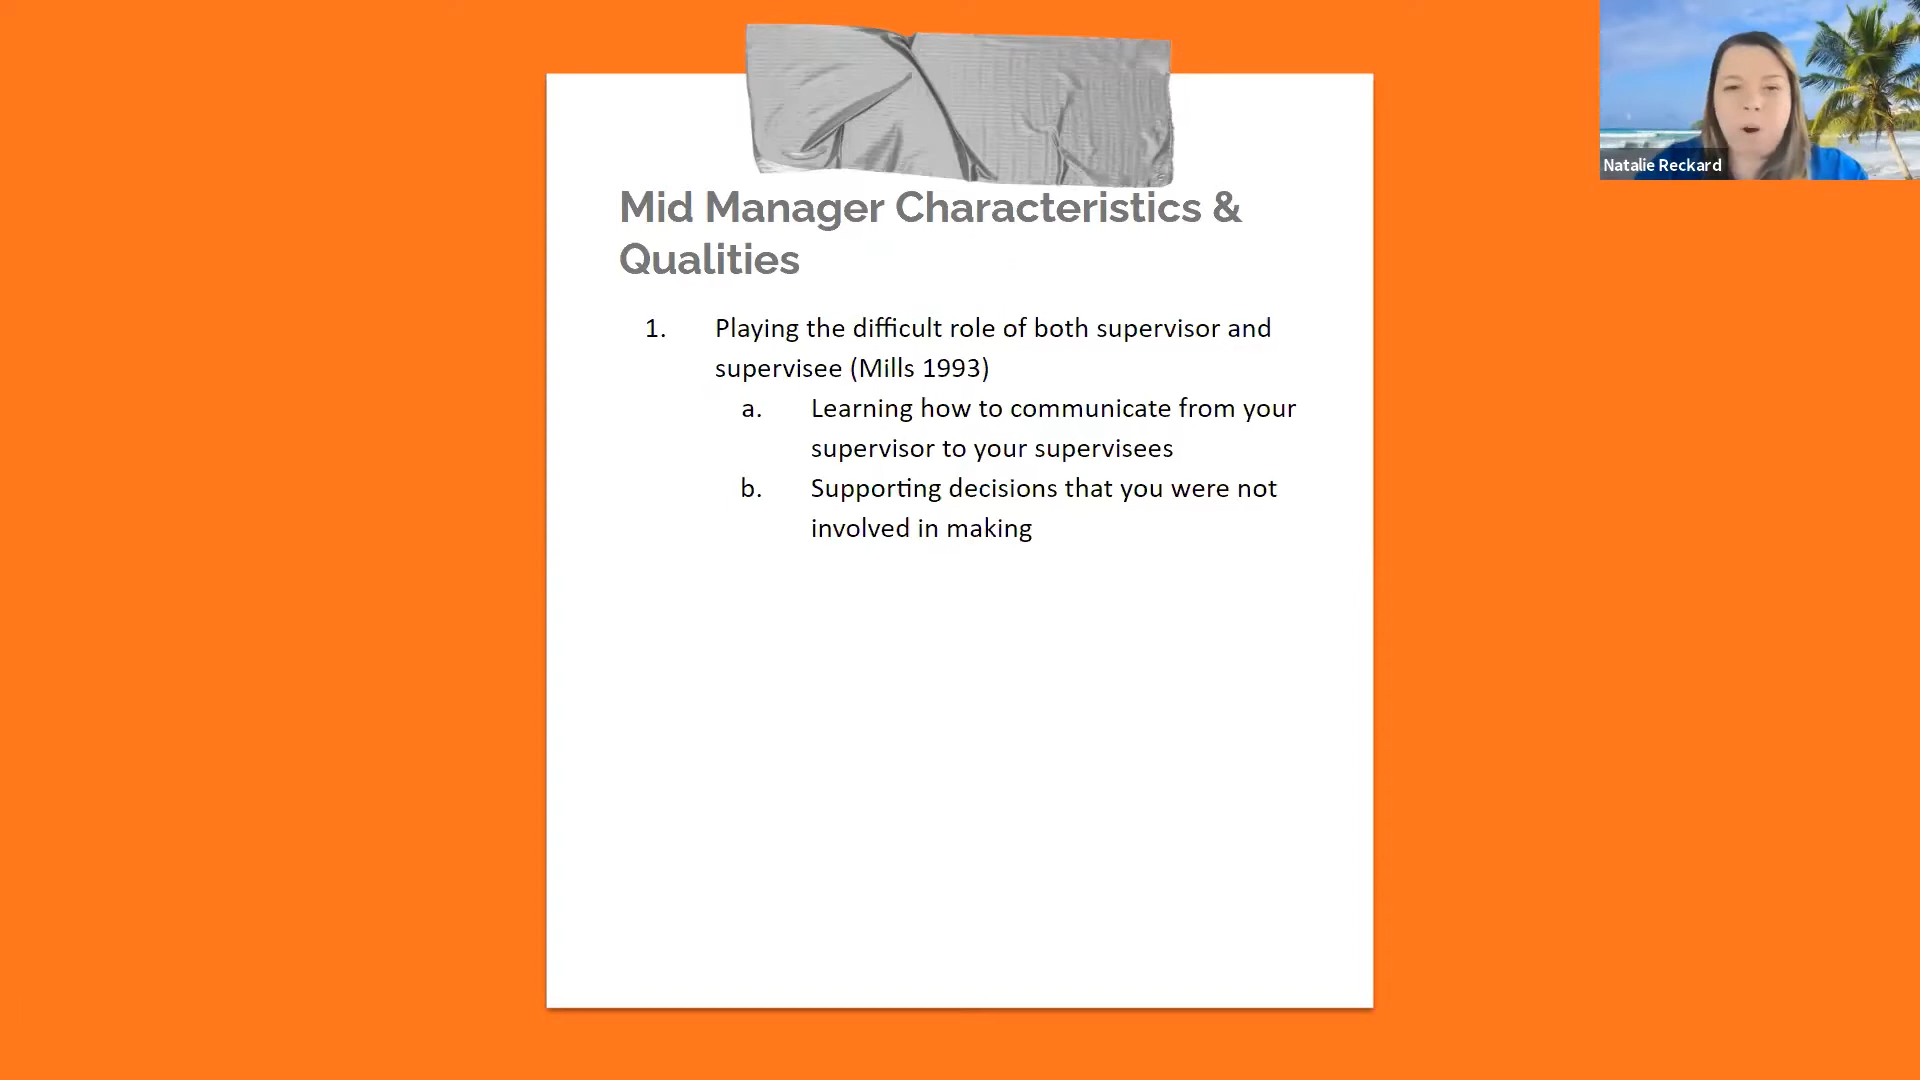 Mid Manager Characteristics &
Qualities
1. Playing the difficult role of both supervisor and
supervisee (Mills 1993)
a. Learning how to communicate from your
supervisor to your supervisees
b. Supporting decisions that you were not
involved in making
Natalie Reckard